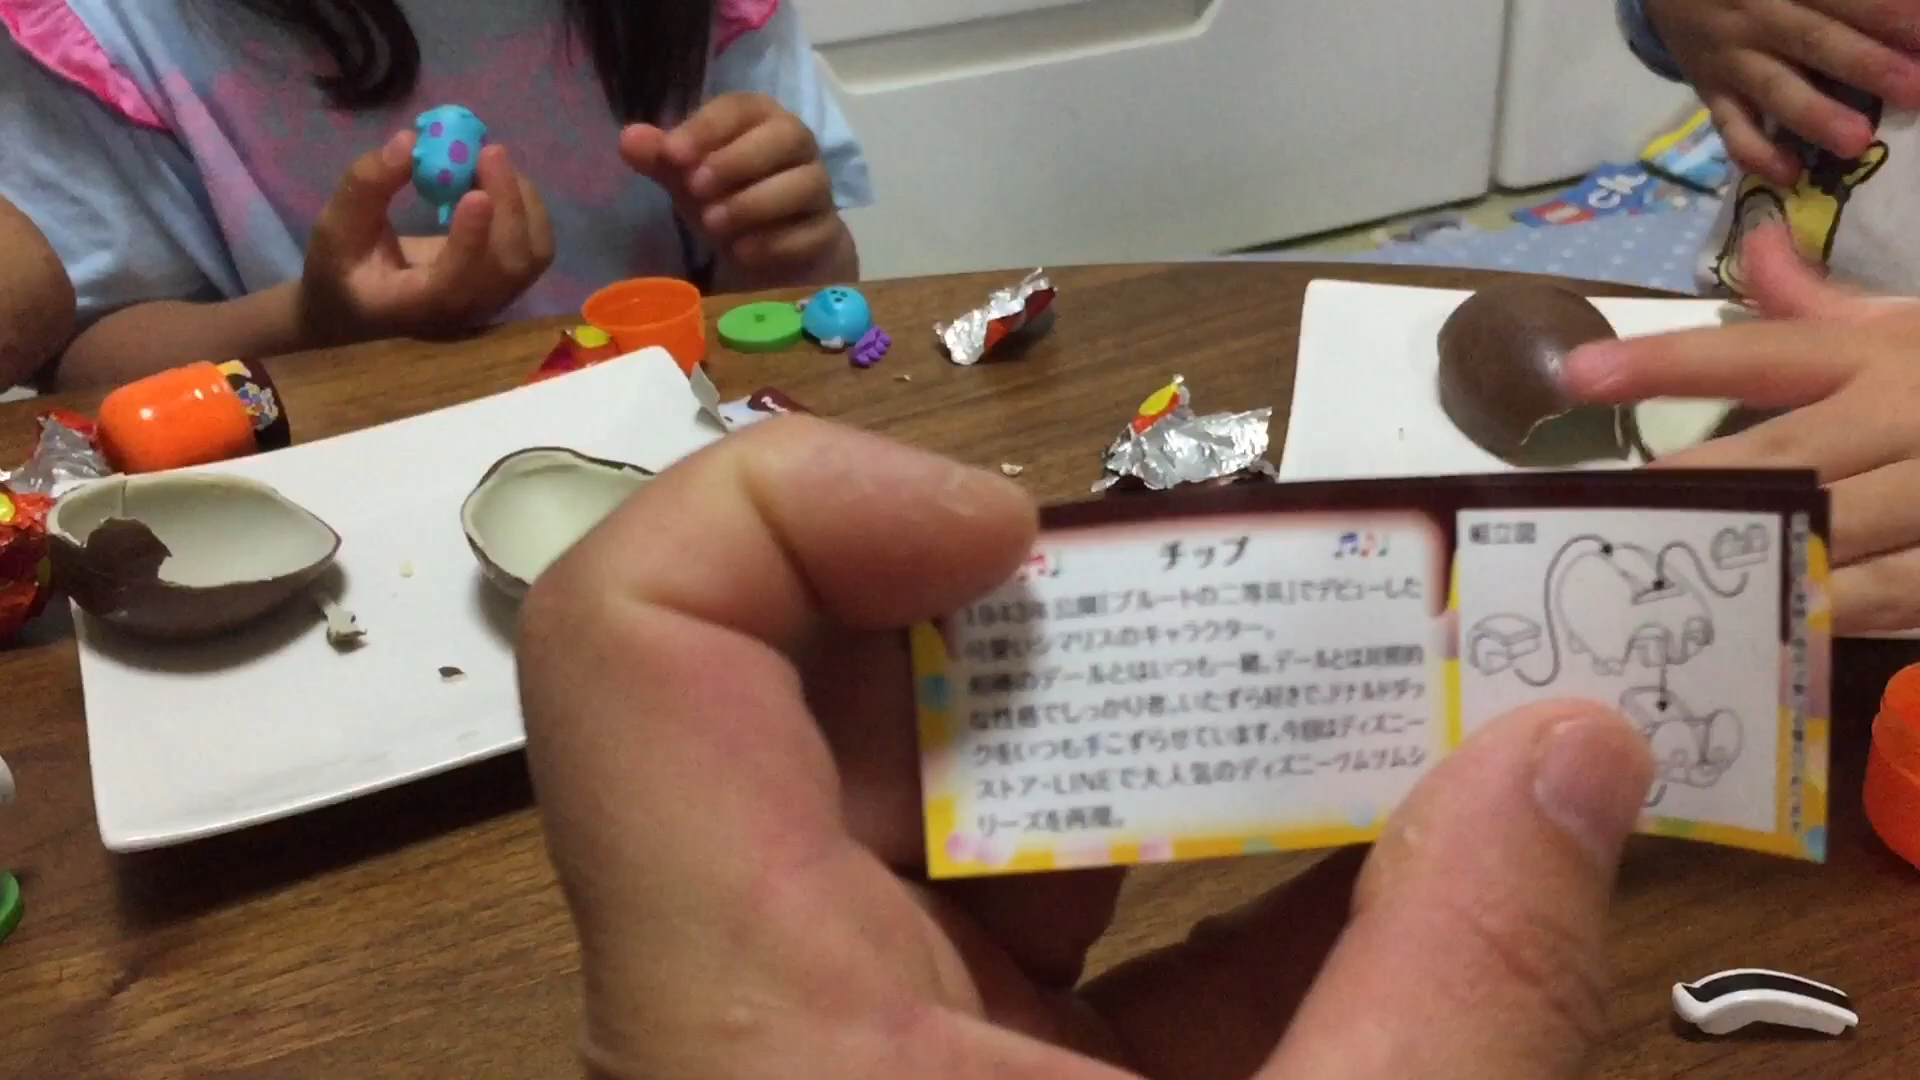 チップ
1943年公開「プルートの二等兵」でデビューした
可愛いシマリスのキャラクター。
相棒のデールとはいつも一緒。デールとは対照的
な性格でしっかり者。いたずら好きで、ドナルドダッ
クをいつも手こずらせています。今回はディズニー
ストア・LINEで大人気のディズニーツムツムシ
リーズを再現。
組立図